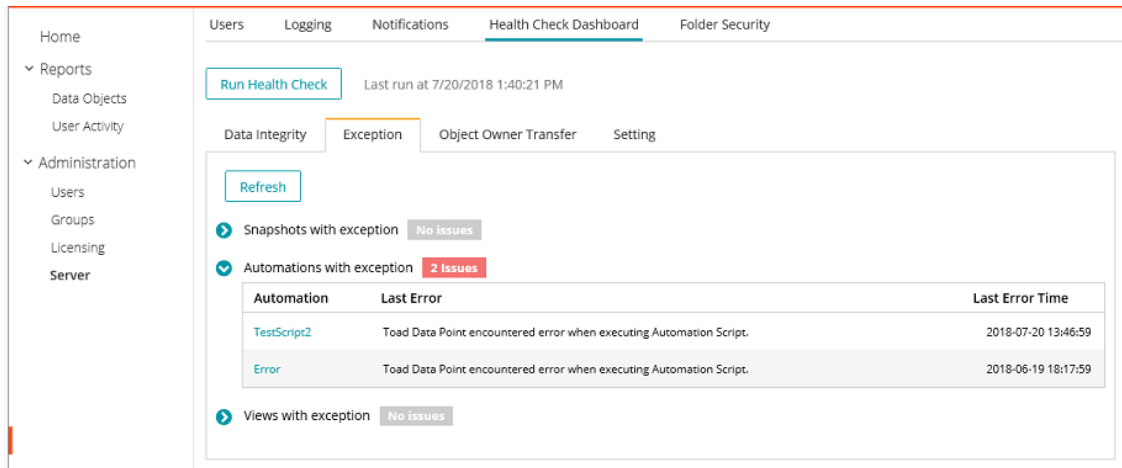 Home
Reports
Data Objects
User Activity
Administration
Users
Groups
Licensing
Server
Users Logging Notifications Health Check Dashboard Folder Security
Run Health Check Last run at 7/20/2018 1:40:21 PM
Data Integrity Exception Object Owner Transfer Setting
Refresh
Snapshots with exception No issues
Automations with exception 2 Issues
Automation Last Error Last Error Time
TestScript2 Toad Data Point encountered error when executing Automation Script. 2018-07-20 13:46:59
Error Toad Data Point encountered error when executing Automation Script. 2018-06-19 18:17:59
Views with exception No issues